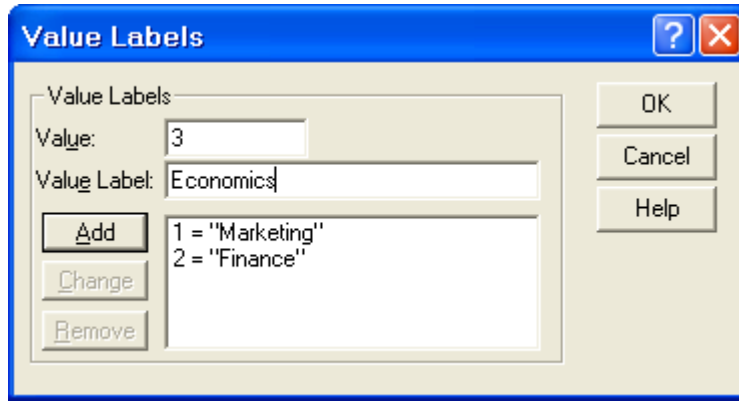 Value Labels
?
Value Labels
Value: 3
Value Label: Economics
Add
1 = "Marketing"
2 = "Finance"
Change
Remove
OK
Cancel
Help